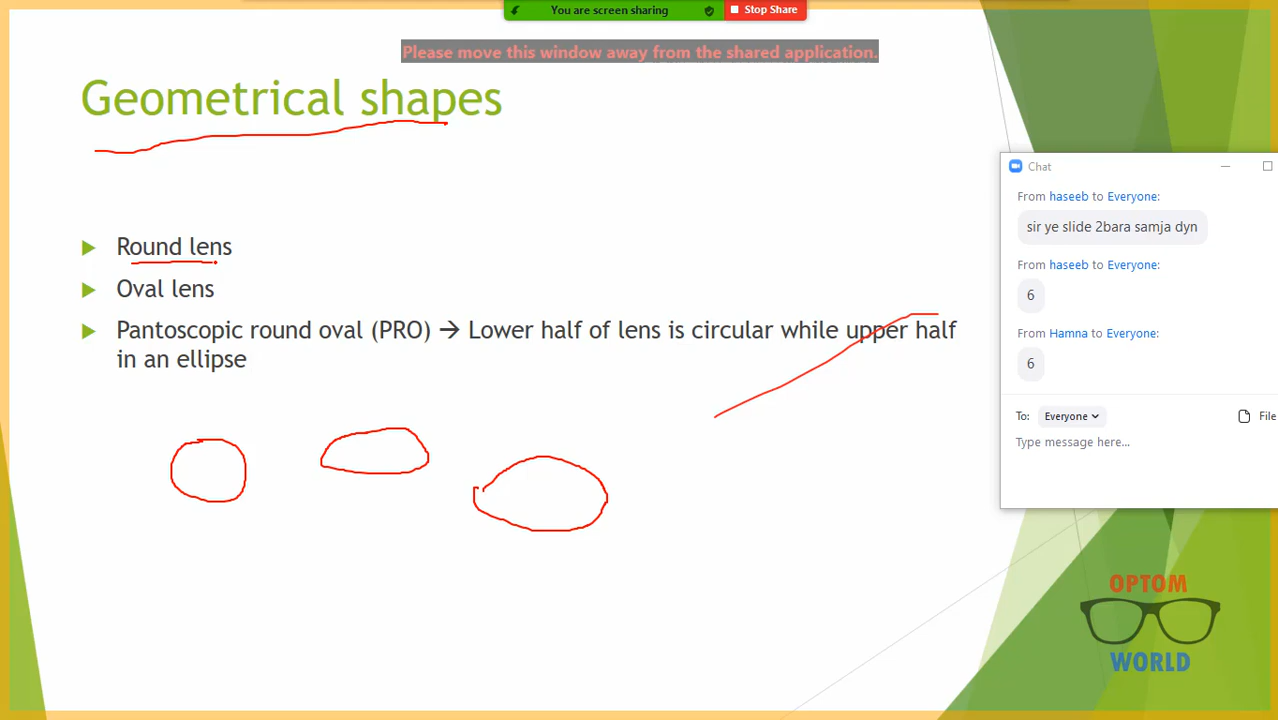 You are screen sharing
Stop Share
Please move this window away from the shared application.
Geometrical shapes
Round lens
Oval lens
Pantoscopic round oval (PRO) → Lower half of lens is circular while upper half
in an ellipse
Chat
From haseeb to Everyone:
sir ye slide 2bara samja dyn
From haseeb to Everyone:
6
From Hamna to Everyone:
6
To: Everyone
File
Type message here...
OPTOM
WORLD